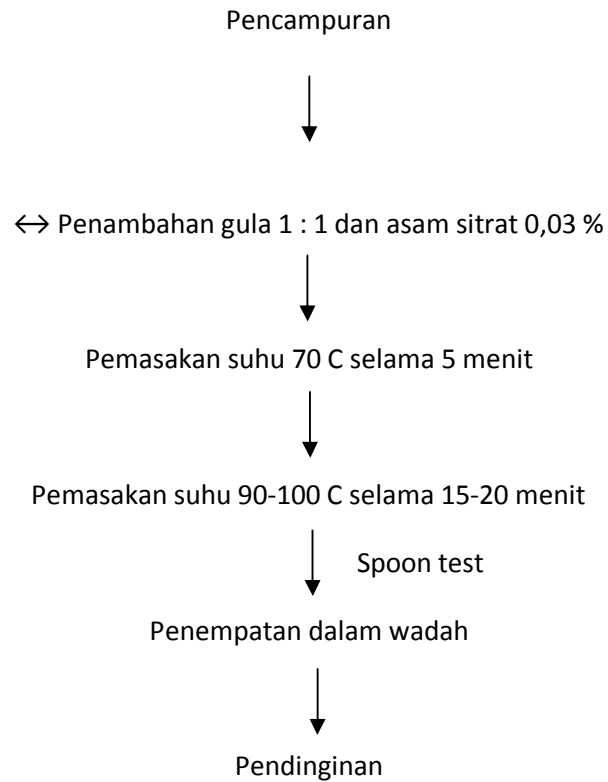 Pencampuran
↔ Penambahan gula 1 : 1 dan asam sitrat 0,03 %
Pemasakan suhu 70 C selama 5 menit
Pemasakan suhu 90-100 C selama 15-20 menit
Spoon test
Penempatan dalam wadah
Pendinginan